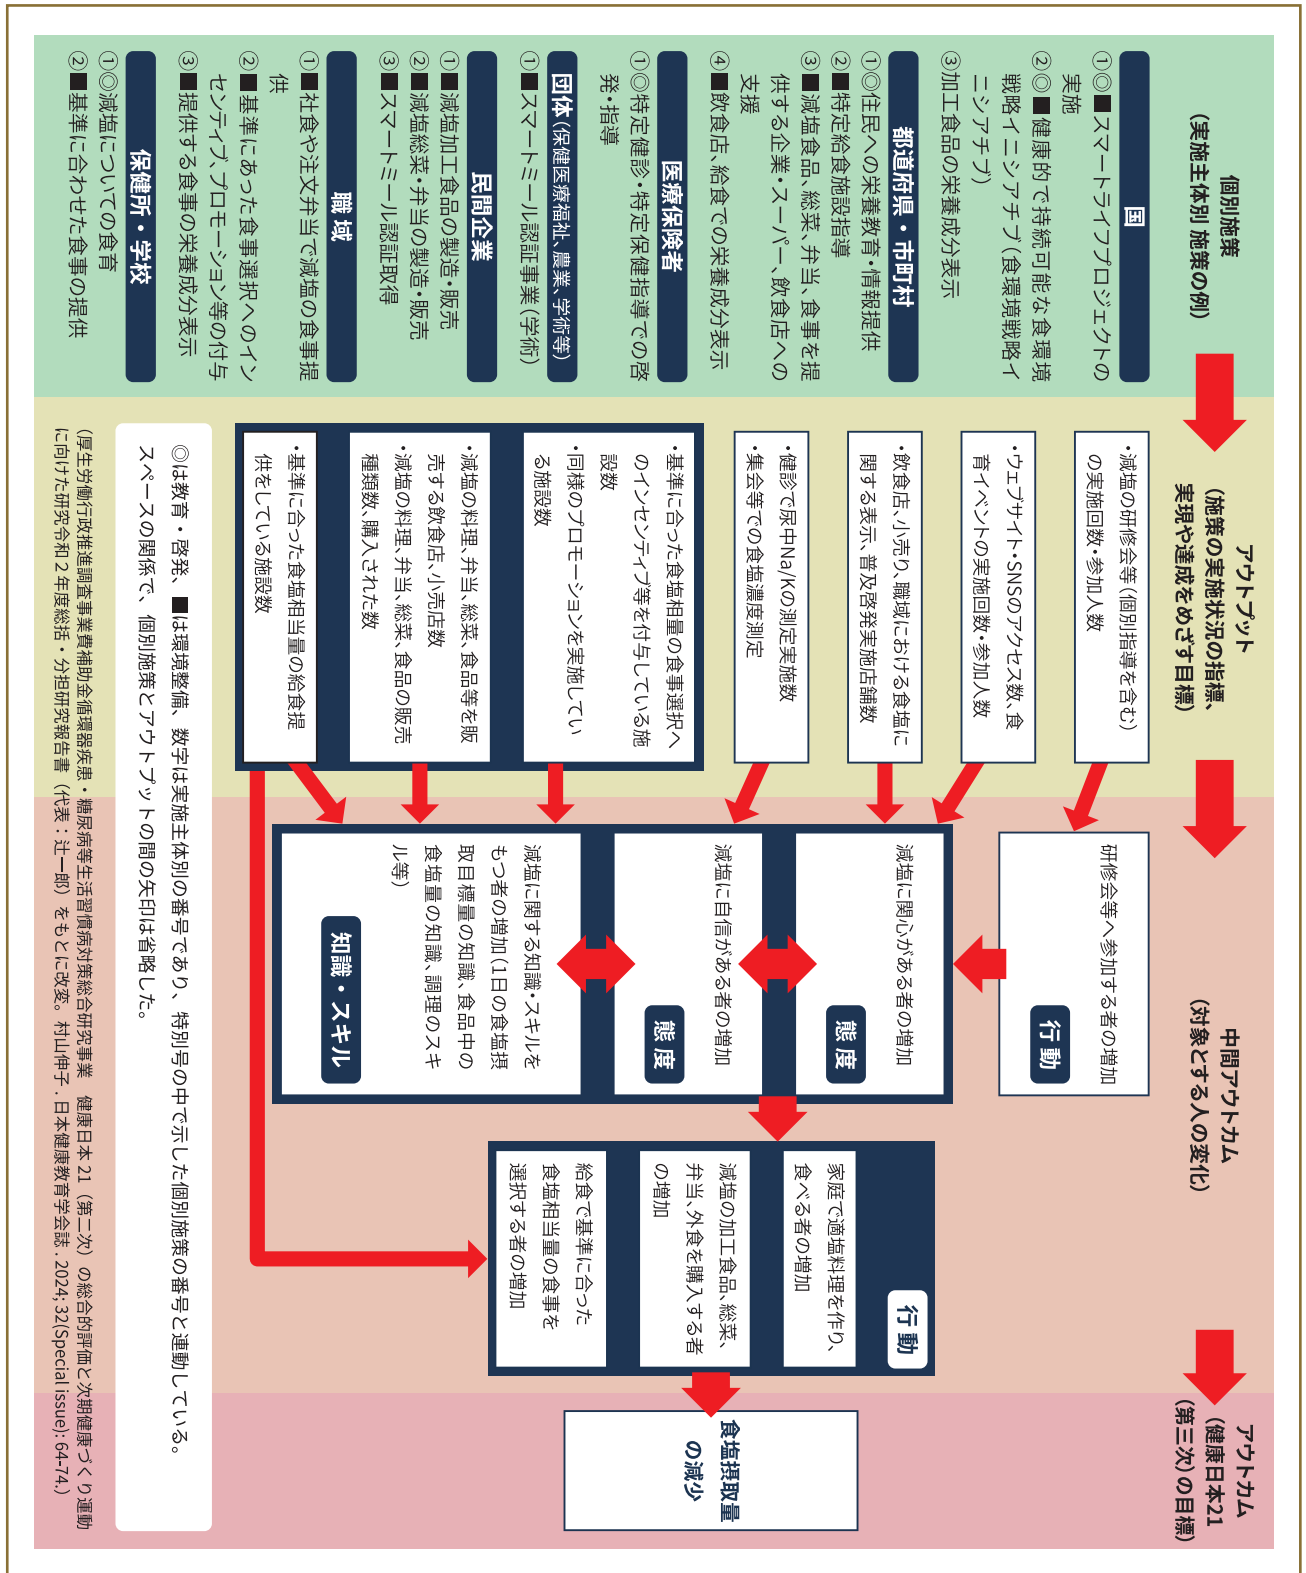 個別施策
(実施主体別 施策の例)
国
①◎■スマートライフプロジェクトの
実施
②◎■健康的で持続可能な食環境
戦略イニシアチブ(食環境戦略イ
ニシアチブ)
③加工食品の栄養成分表示
都道府県・市町村
①◎住民への栄養教育・情報提供
②■特定給食施設指導
③■減塩食品、総菜、弁当、食事を提
供する企業・スーパー、飲食店への
支援
④■飲食店、給食での栄養成分表示
医療保険者
①◎特定健診・特定保健指導での啓
発・指導
団体(保健医療福祉、農業、学術等)
①■スマートミール認証事業(学術)
民間企業
①■減塩加工食品の製造・販売
②■減塩総菜・弁当の製造・販売
③■スマートミール認証取得
職域
①■社食や注文弁当で減塩の食事提
供
②■基準にあった食事選択へのイン
センティブ、プロモーション等の付与
③■提供する食事の栄養成分表示
保健所・学校
①◎減塩についての食育
②■基準に合わせた食事の提供
アウトプット
(施策の実施状況の指標、
実現や達成をめざす目標)
・減塩の研修会等(個別指導を含む)
の実施回数・参加人数
・ウェブサイト・SNSのアクセス数、食
育イベントの実施回数・参加人数
・飲食店、小売り、職域における食塩に
関する表示、普及啓発実施店舗数
・健診で尿中Na/Kの測定実施数
・集会等での食塩濃度測定
・基準に合った食塩相量の食事選択へ
のインセンティブ等を付与している施
設数
・同様のプロモーションを実施してい
る施設数
・減塩の料理、弁当、総菜、食品等を販
売する飲食店、小売店数
・減塩の料理、弁当、総菜、食品の販売
種類数、購入された数
・基準に合った食塩相当量の給食提
供をしている施設数
中間アウトカム
(対象とする人の変化)
研修会等へ参加する者の増加
行動
減塩に関心がある者の増加
態度
減塩に自信がある者の増加
態度
減塩に関する知識・スキルを
もつ者の増加(1日の食塩摂
取目標量の知識、食品中の
食塩量の知識、調理のスキ
ル等)
知識・スキル
行動
家庭で適塩料理を作り、
食べる者の増加
減塩の加工食品、総菜、
弁当、外食を購入する者
の増加
給食で基準に合った
食塩相当量の食事を
選択する者の増加
アウトカム
(健康日本21
(第三次)の目標)
食塩摂取量
の減少
◎は教育・啓発、■は環境整備、数字は実施主体別の番号であり、特別号の中で示した個別施策の番号と連動している。
スペースの関係で、個別施策とアウトプットの間の矢印は省略した。
(厚生労働行政推進調査事業費補助金循環器疾患・糖尿病等生活習慣病対策総合研究事業 健康日本21(第二次)の総合的評価と次期健康づくり運動
に向けた研究令和2年度総括・分担研究報告書(代表:辻一郎)をもとに改変。村山伸子. 日本健康教育学会誌. 2024; 32(Special issue): 64-74.)